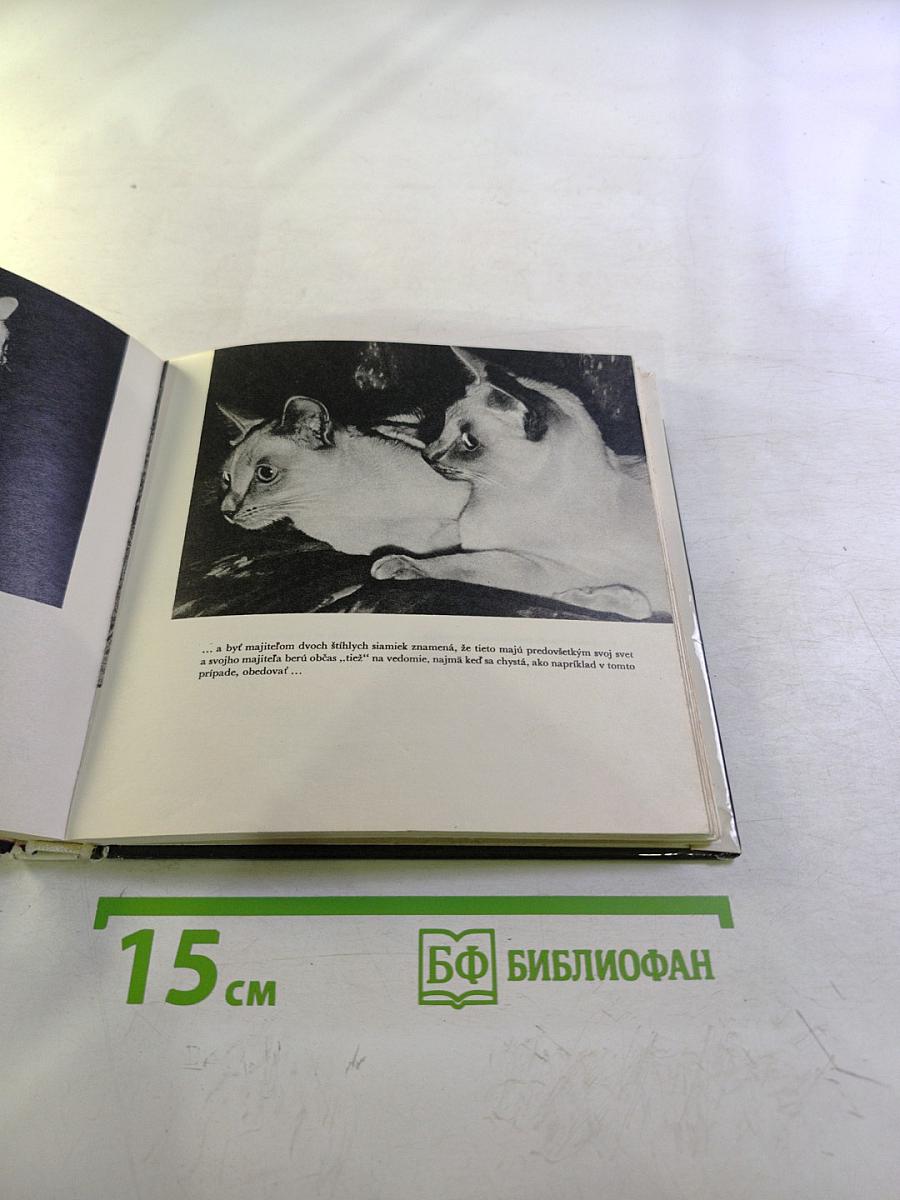 ... a byť majiteľom dvoch štíhlych siamiek znamená, že tieto majú predovšetkým svoj svet
a svojho majiteľa berú občas „tiež“ na vedomie, najmä keď sa chystá, ako napríklad v tomto
prípade, obedovať ...
15 см
БФ БИБЛИОФАН